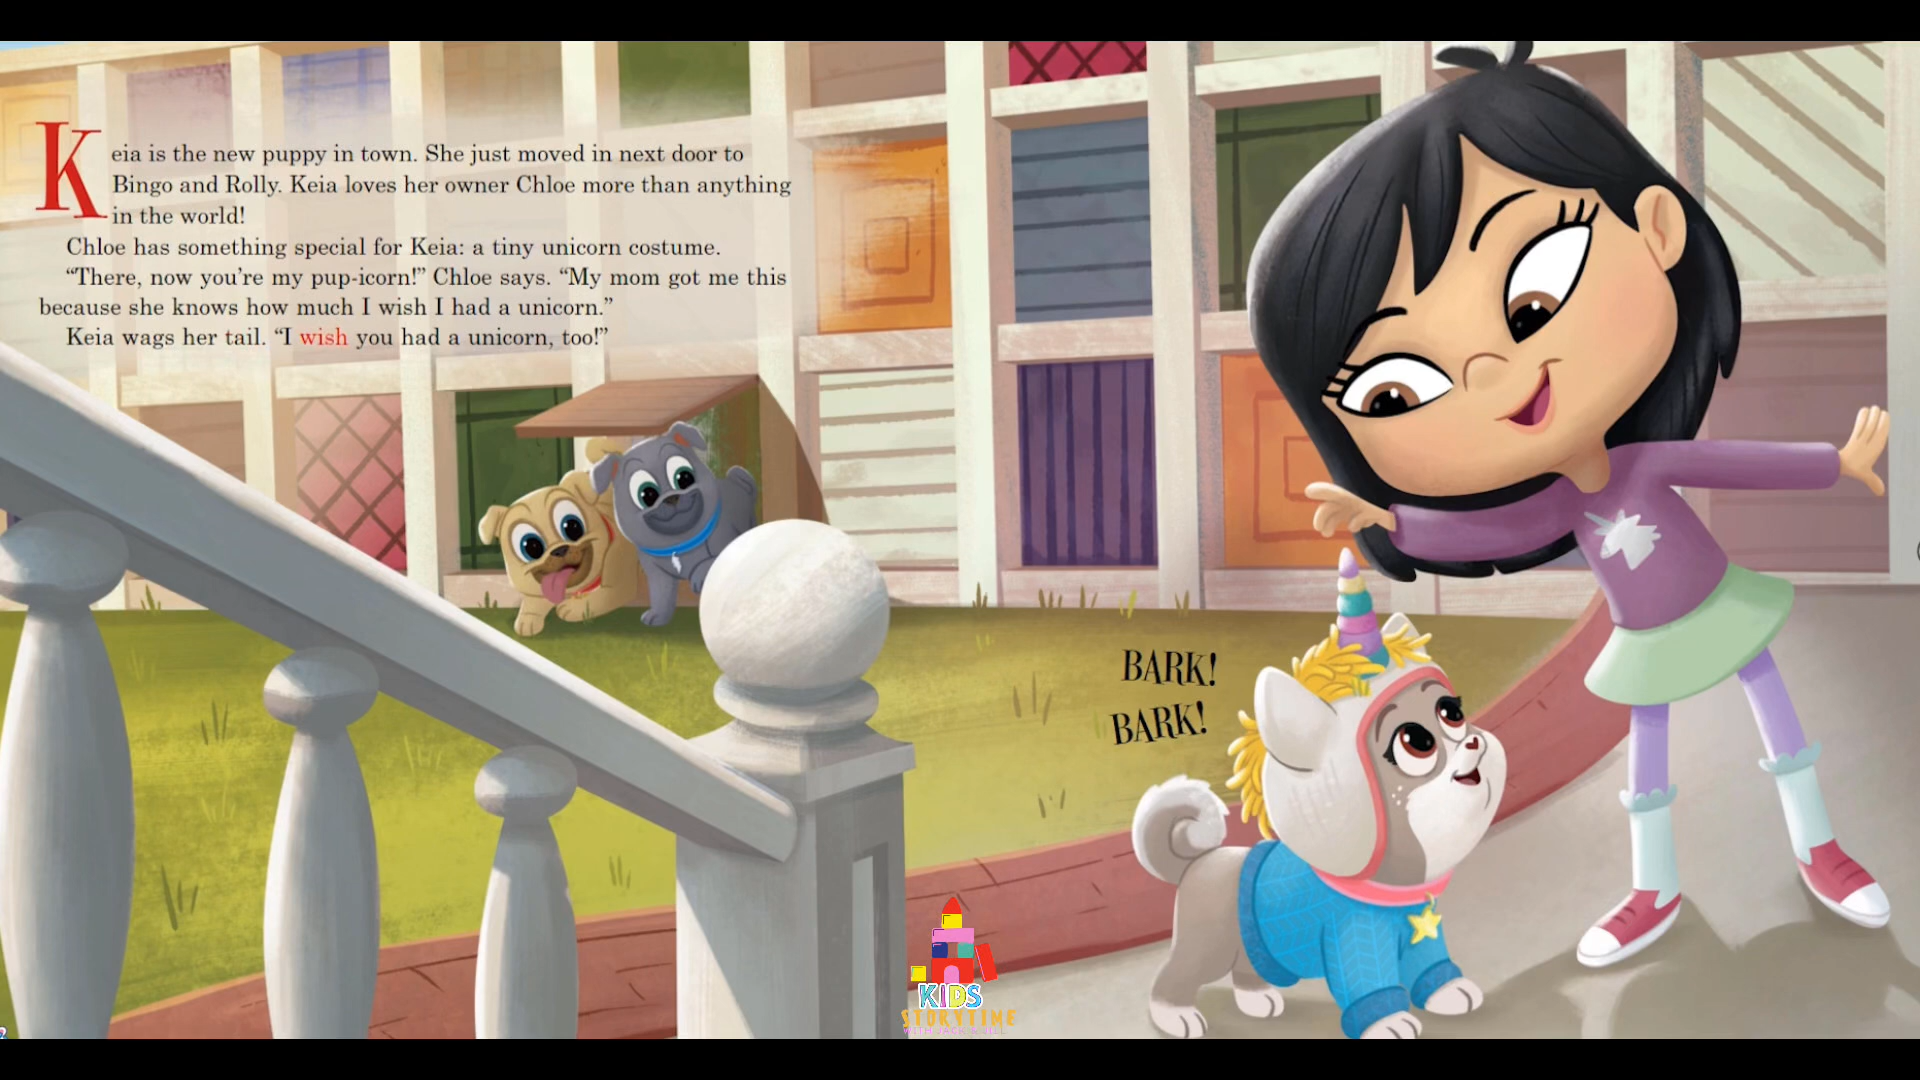 Keia is the new puppy in town. She just moved in next door to
Bingo and Rolly. Keia loves her owner Chloe more than anything
in the world!
Chloe has something special for Keia: a tiny unicorn costume.
“There, now you’re my pup-icorn!” Chloe says. “My mom got me this
because she knows how much I wish I had a unicorn.”
Keia wags her tail. “I wish you had a unicorn, too!”
BARK!
BARK!
KIDS
STORYTIME
WITH JACK & JILL